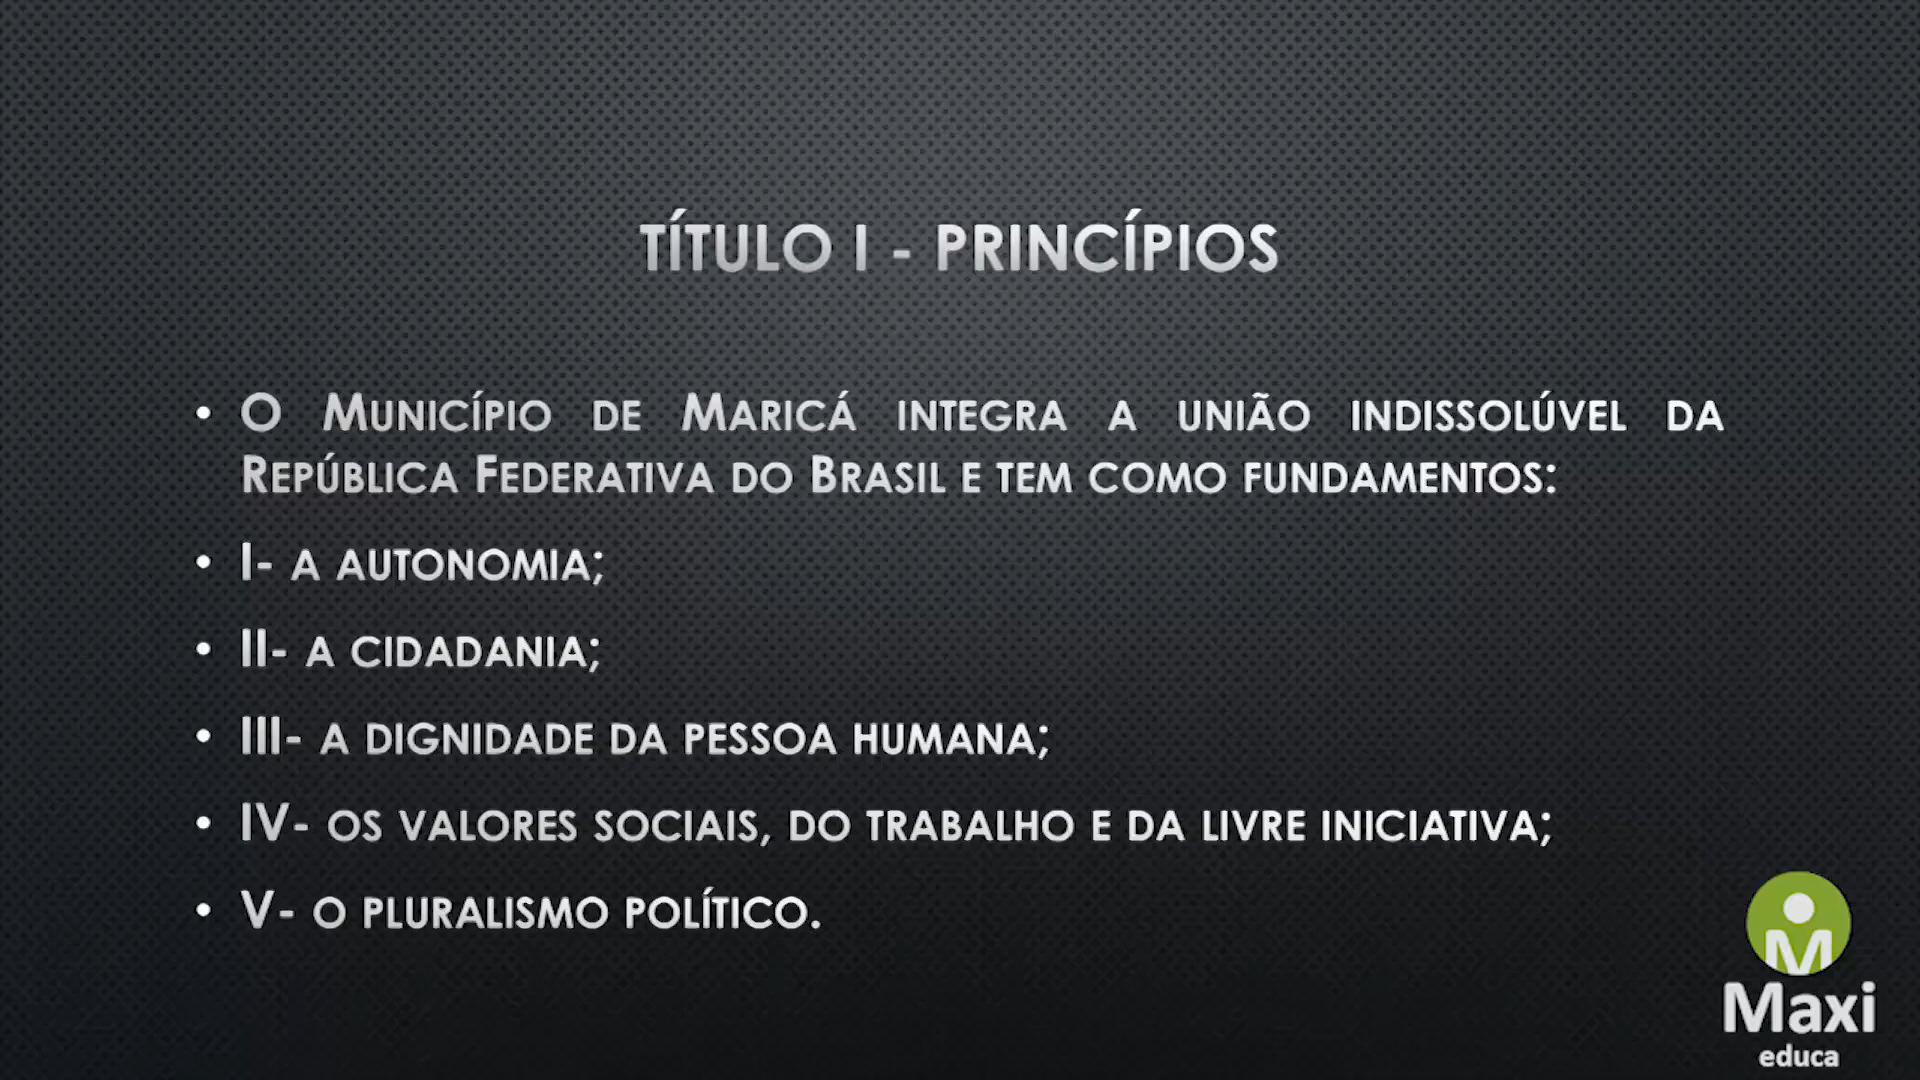 TÍTULO I - PRINCÍPIOS
• O MUNICÍPIO DE MARICÁ INTEGRA A UNIÃO INDISSOLÚVEL DA
REPÚBLICA FEDERATIVA DO BRASIL E TEM COMO FUNDAMENTOS:
• I- A AUTONOMIA;
• II- A CIDADANIA;
• III- A DIGNIDADE DA PESSOA HUMANA;
• IV- OS VALORES SOCIAIS, DO TRABALHO E DA LIVRE INICIATIVA;
• V- O PLURALISMO POLÍTICO.
M
Maxi
educa